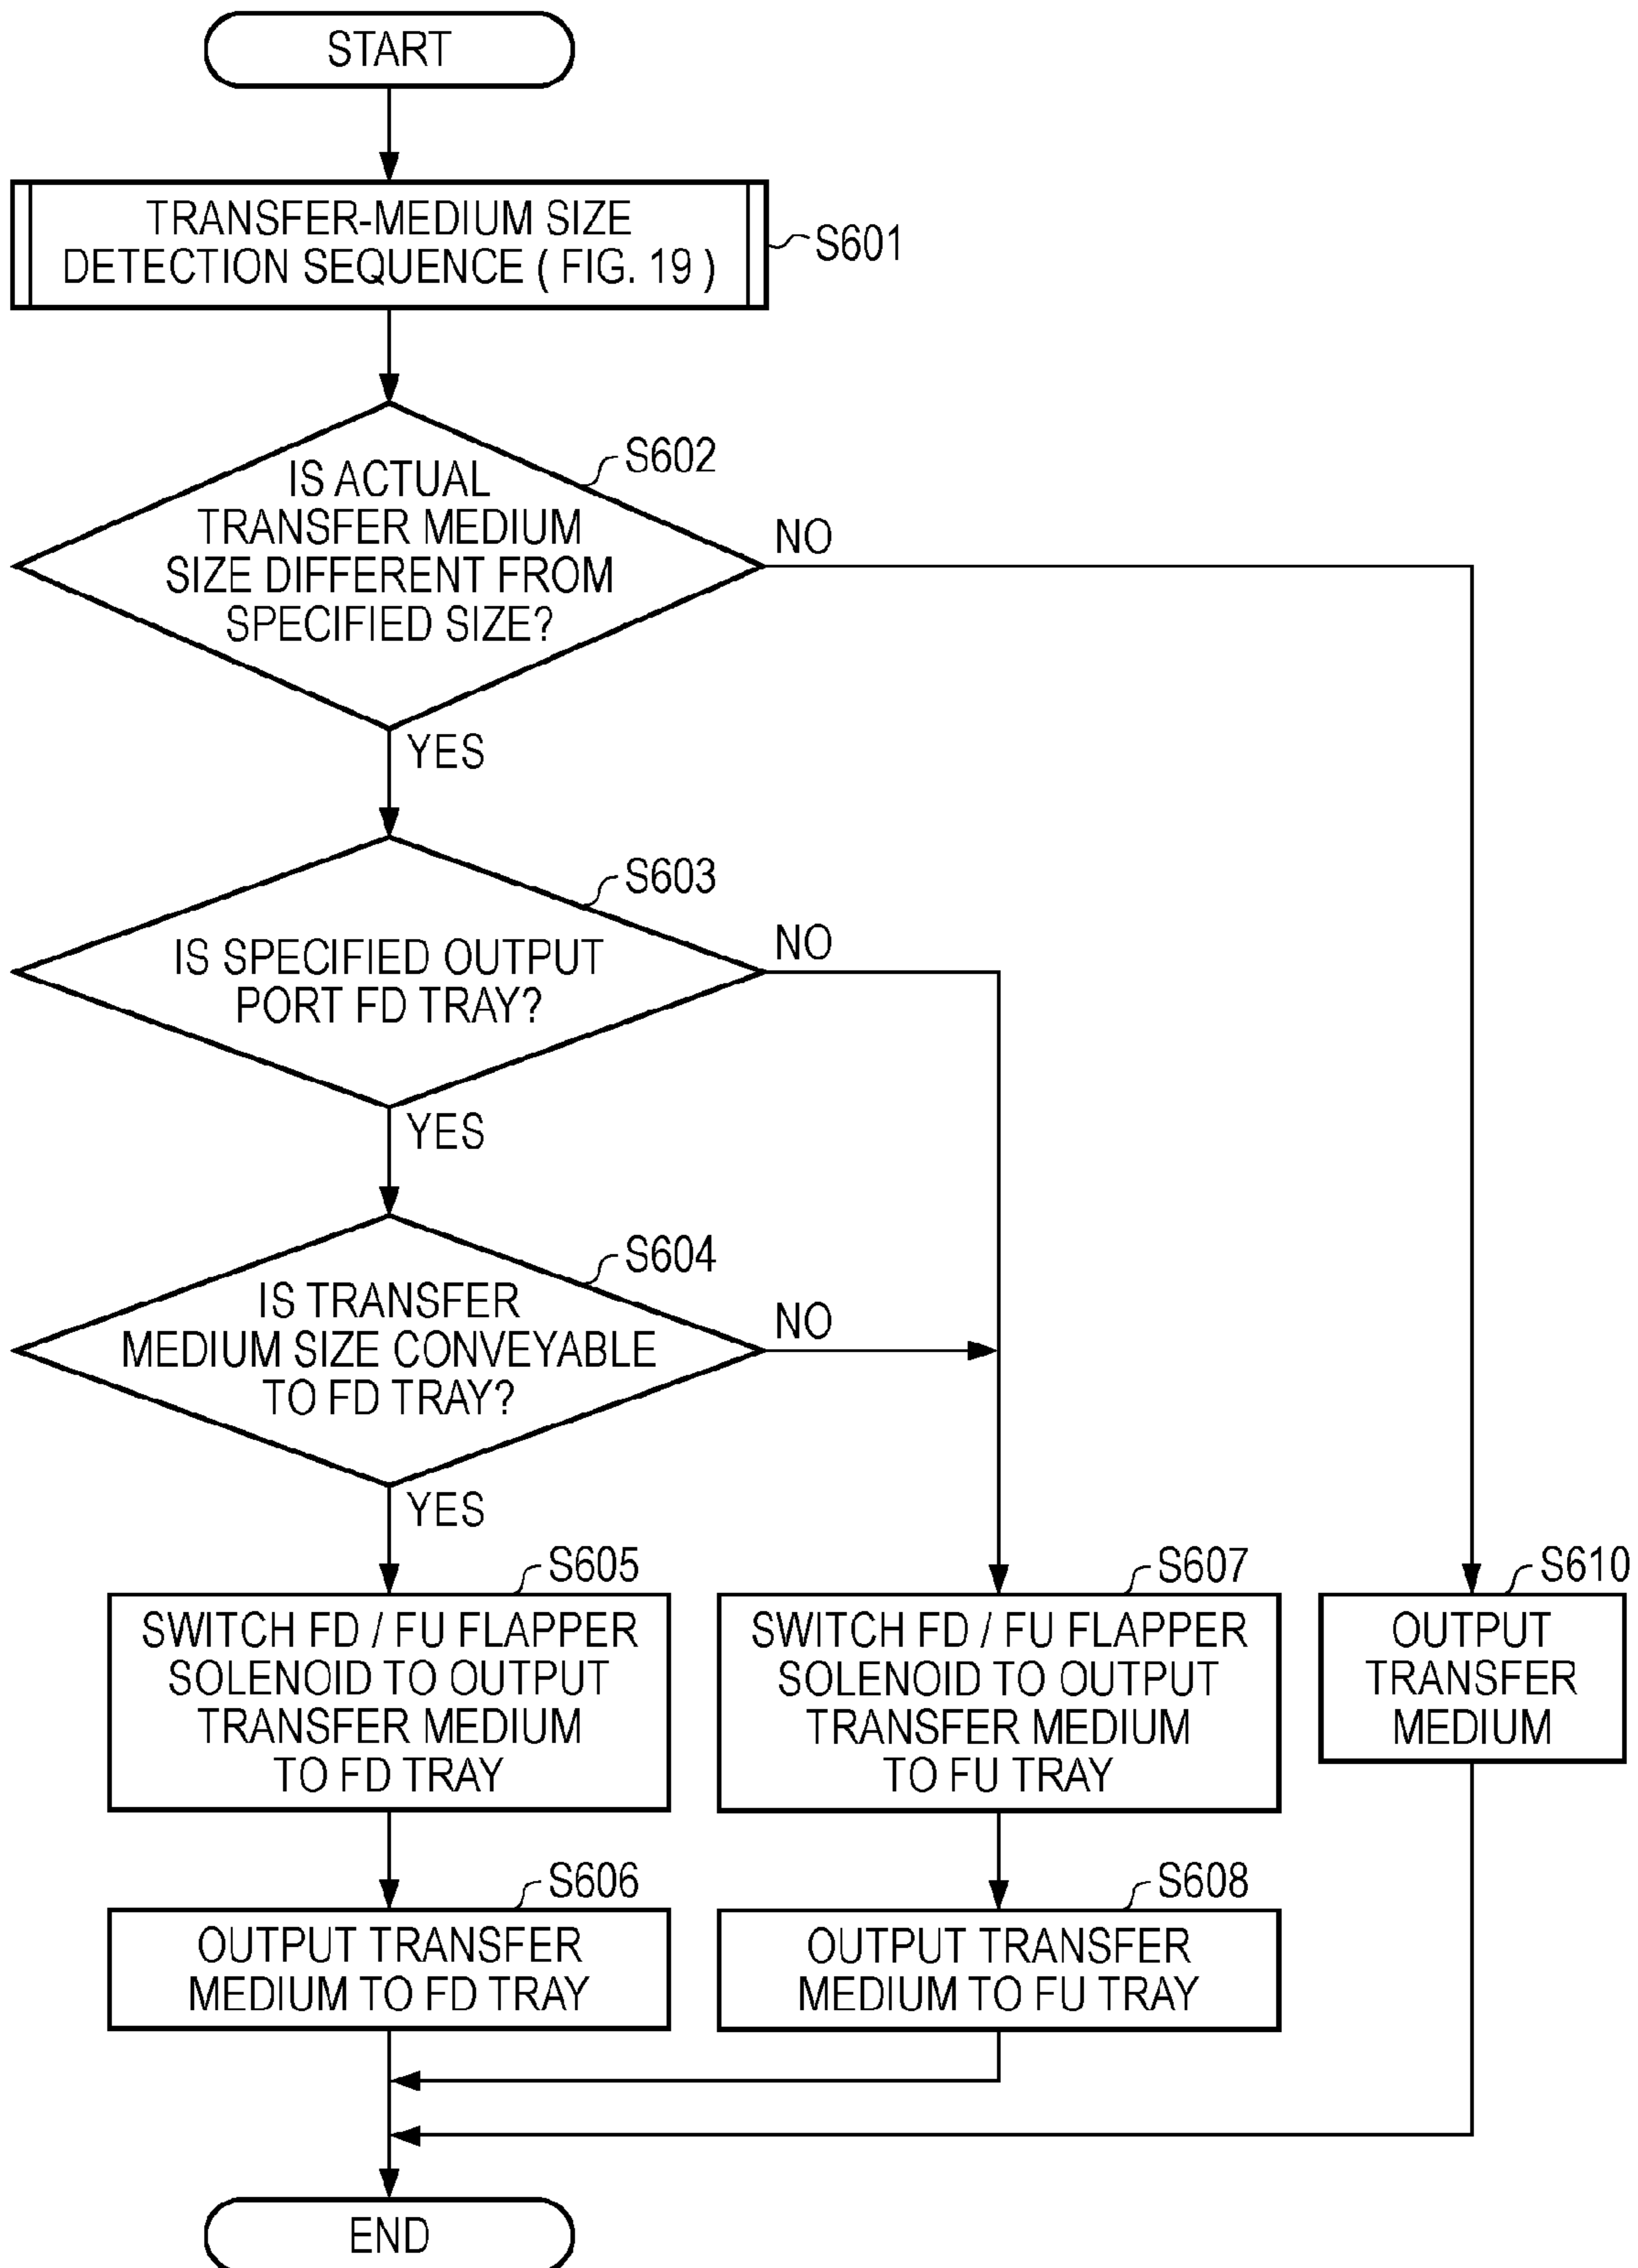 START
TRANSFER-MEDIUM SIZE
DETECTION SEQUENCE ( FIG. 19 )
S601
S602
IS ACTUAL
TRANSFER MEDIUM
SIZE DIFFERENT FROM
SPECIFIED SIZE?
NO
YES
S603
IS SPECIFIED OUTPUT
PORT FD TRAY?
NO
YES
S604
IS TRANSFER
MEDIUM SIZE CONVEYABLE
TO FD TRAY?
NO
YES
S605
SWITCH FD / FU FLAPPER
SOLENOID TO OUTPUT
TRANSFER MEDIUM
TO FD TRAY
S607
SWITCH FD / FU FLAPPER
SOLENOID TO OUTPUT
TRANSFER MEDIUM
TO FU TRAY
S610
OUTPUT
TRANSFER
MEDIUM
S606
OUTPUT TRANSFER
MEDIUM TO FD TRAY
S608
OUTPUT TRANSFER
MEDIUM TO FU TRAY
END